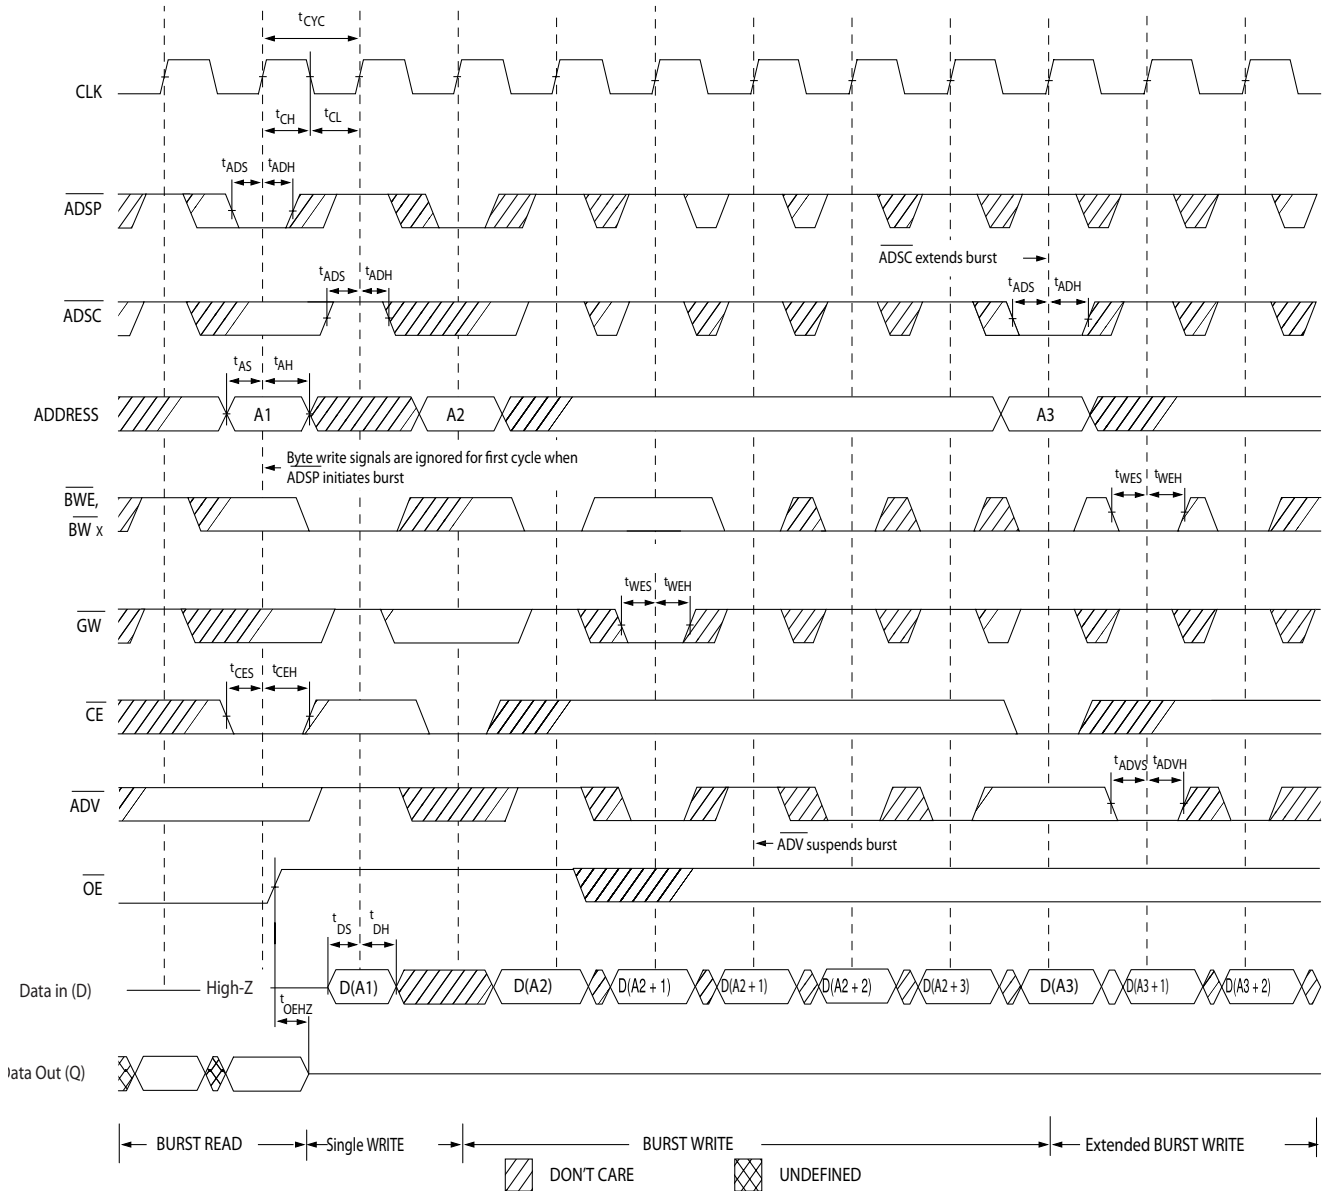 tCYC
CLK
tCH
tCL
tADS
tADH
ADSP
ADSC extends burst
tADS
tADH
tADS
tADH
ADSC
tAS
tAH
ADDRESS
A1
A2
A3
Byte write signals are ignored for first cycle when
ADSP initiates burst
BWE,
BW x
tWES
tWEH
tWES
tWEH
GW
tCES
tCEH
CE
tADVS
tADVH
ADV
ADV suspends burst
OE
tDS
tDH
Data in (D)
High-Z
D(A1)
D(A2)
D(A2 + 1)
D(A2 + 1)
D(A2 + 2)
D(A2 + 3)
D(A3)
D(A3 + 1)
D(A3 + 2)
tOEHZ
ata Out (Q)
BURST READ
Single WRITE
BURST WRITE
Extended BURST WRITE
DON'T CARE
UNDEFINED